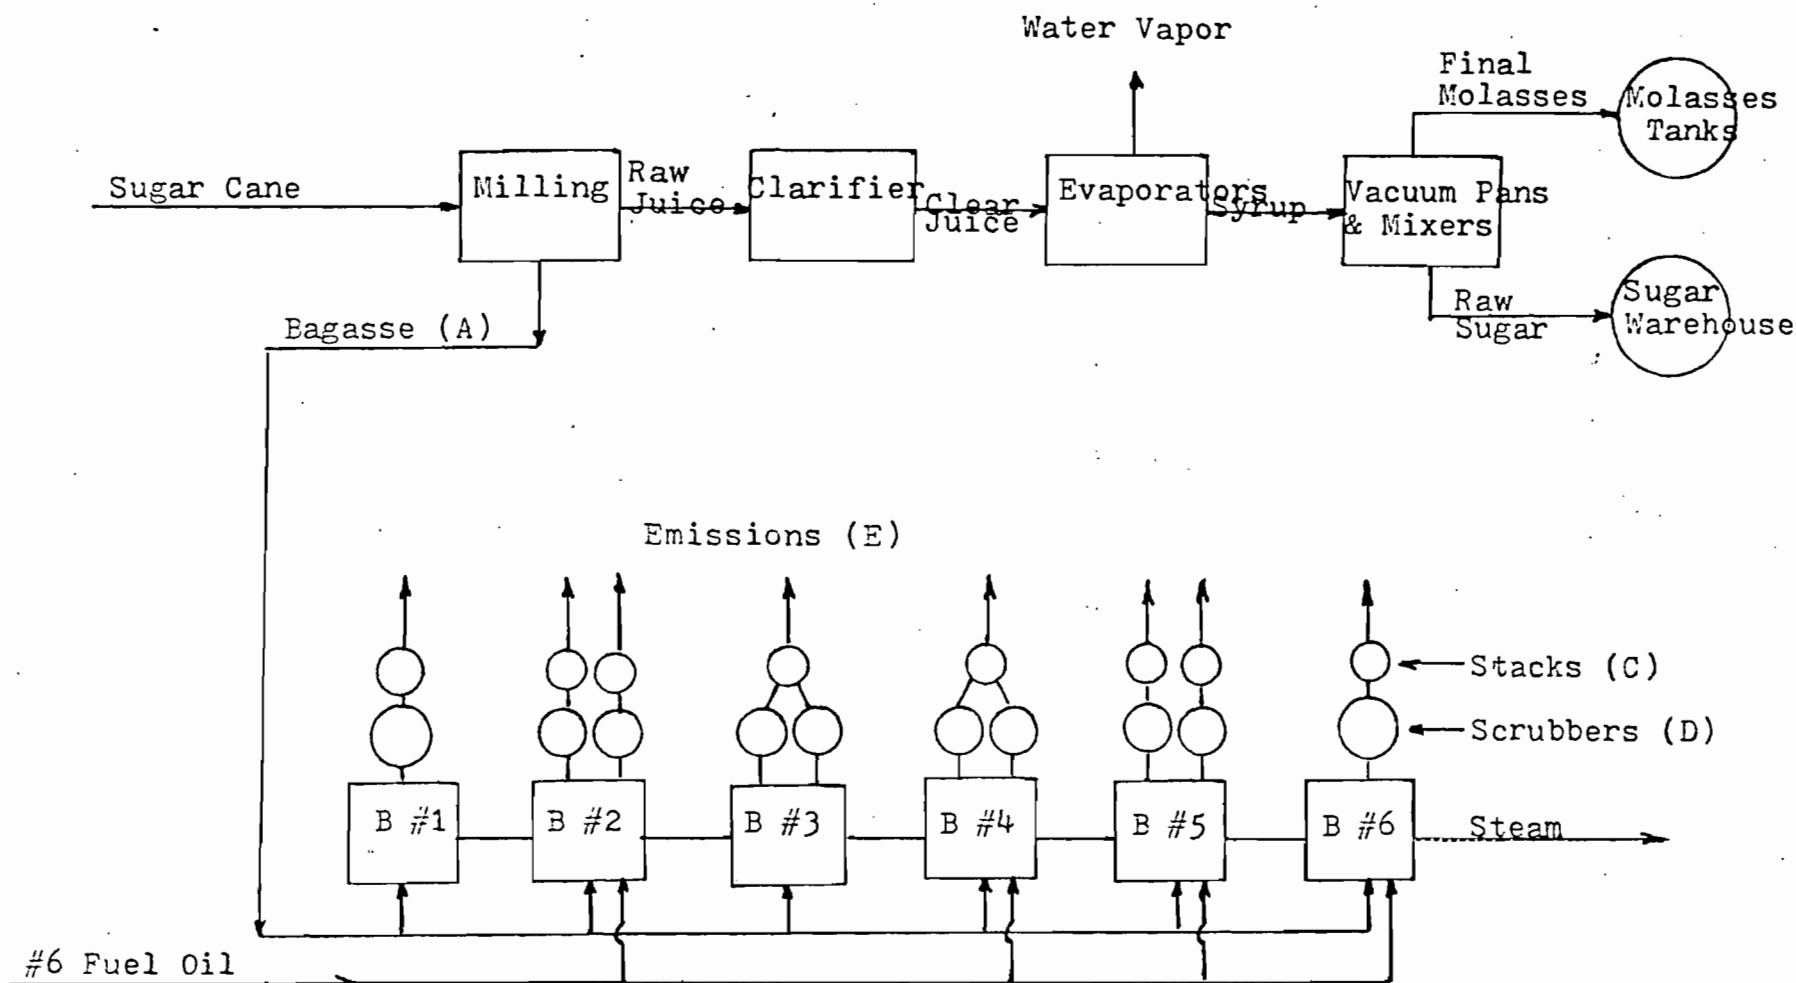 Water Vapor
Final
Molasses
Molasses
Tanks
Sugar Cane
Milling
Raw
Juice
Clarifier
Clear
Juice
Evaporators
Syrup
Vacuum Pans
& Mixers
Raw
Sugar
Sugar
Warehouse
Bagasse (A)
Emissions (E)
Stacks (C)
Scrubbers (D)
B #1
B #2
B #3
B #4
B #5
B #6
Steam
#6 Fuel Oil